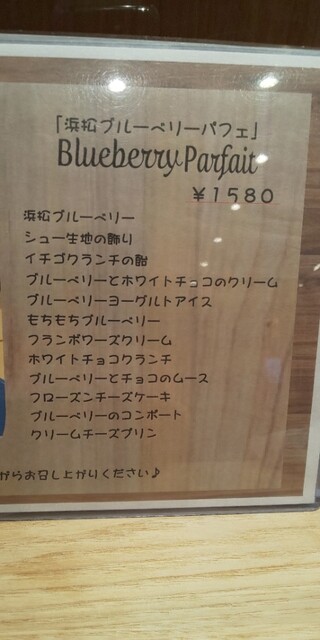 「浜松ブルーベリーパフェ」
Blueberry Parfait
¥1580
浜松ブルーベリー
シュー生地の飾り
イチゴクランチの飴
ブルーベリーとホワイトチョコのクリーム
ブルーベリーヨーグルトアイス
もちもちブルーベリー
フランボワーズクリーム
ホワイトチョコクランチ
ブルーベリーとチョコのムース
フローズンチーズケーキ
ブルーベリーのコンポート
クリームチーズプリン
がらお召し上がりください♪